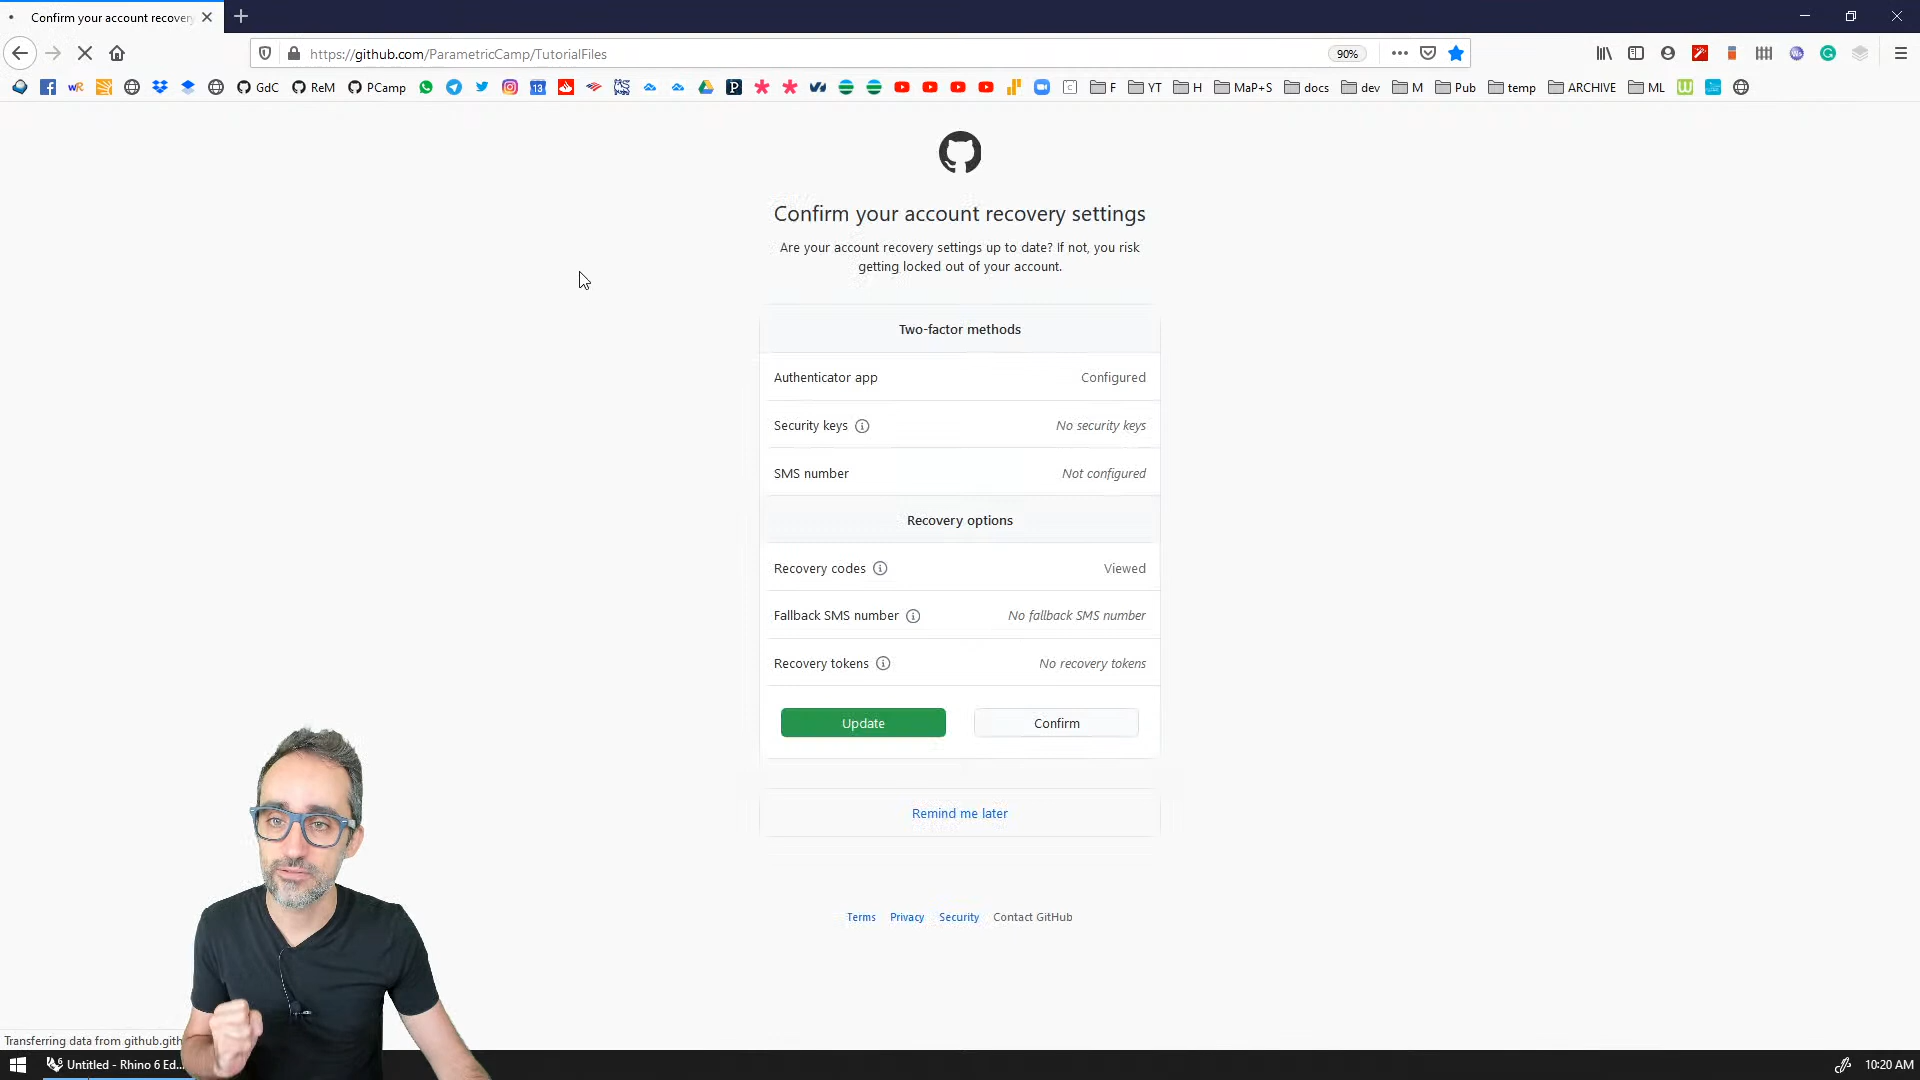 Confirm your account recovery
https://github.com/ParametricCamp/TutorialFiles
90%
GdC
ReM
PCamp
13
F
YT
H
MaP+S
docs
dev
M
Pub
temp
ARCHIVE
ML
Confirm your account recovery settings
Are your account recovery settings up to date? If not, you risk
getting locked out of your account.
Two-factor methods
Authenticator app Configured
Security keys No security keys
SMS number Not configured
Recovery options
Recovery codes Viewed
Fallback SMS number No fallback SMS number
Recovery tokens No recovery tokens
Update Confirm
Remind me later
Terms Privacy Security Contact GitHub
Transferring data from github.gith
Untitled - Rhino 6 Ed...
10:20 AM